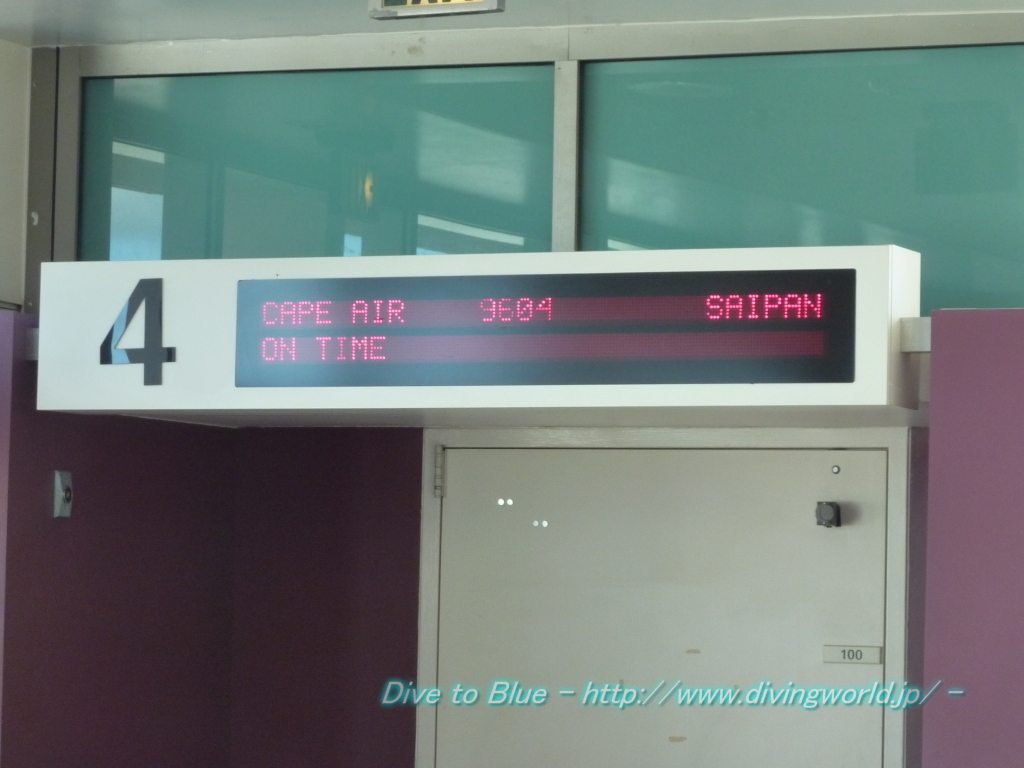 4
CAPE AIR 9604 SAIPAN
ON TIME
100
Dive to Blue - http://www.divingworld.jp/ -